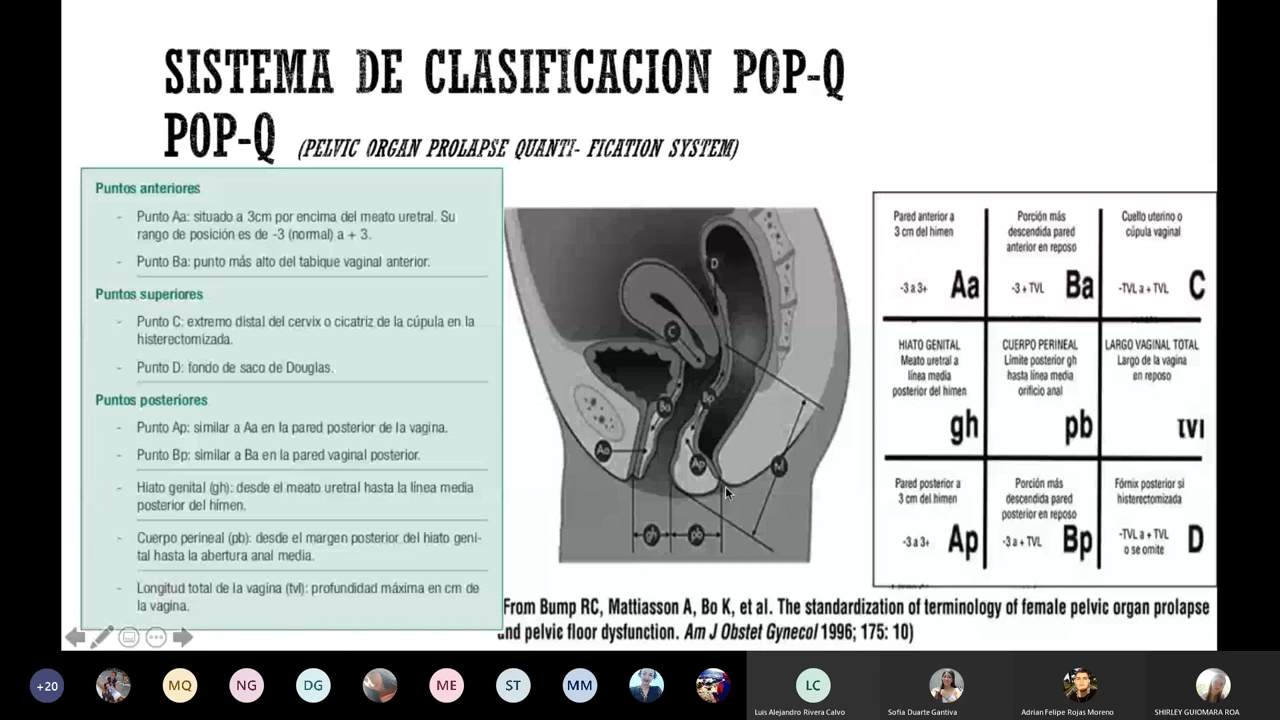 SISTEMA DE CLASIFICACION POP-Q
POP-Q (PELVIC ORGAN PROLAPSE QUANTI- FICATION SYSTEM)
Puntos anteriores
- Punto Aa: situado a 3cm por encima del meato uretral. Su
rango de posición es de -3 (normal) a + 3.
- Punto Ba: punto más alto del tabique vaginal anterior.
Puntos superiores
- Punto C: extremo distal del cervix o cicatriz de la cúpula en la
histerectomizada.
- Punto D: fondo de saco de Douglas.
Puntos posteriores
- Punto Ap: similar a Aa en la pared posterior de la vagina.
- Punto Bp: similar a Ba en la pared vaginal posterior.
- Hiato genital (gh): desde el meato uretral hasta la línea media
posterior del hímen.
- Cuerpo perineal (pb): desde el margen posterior del hiato geni-
tal hasta la abertura anal media.
- Longitud total de la vagina (tvl): profundidad máxima en cm de
la vagina.
D
C
Ba
Bp
Aa
Ap
tvl
gh
pb
Pared anterior a
3 cm del himen
-3 a 3+
Aa
Porción más
descendida pared
anterior en reposo
-3 + TVL
Ba
Cuello uterino o
cúpula vaginal
-TVL a + TVL
C
HIATO GENITAL
Meato uretral a
línea media
posterior del himen
gh
CUERPO PERINEAL
Límite posterior gh
hasta línea media
orificio anal
pb
LARGO VAGINAL TOTAL
Largo de la vagina
en reposo
tvl
Pared posterior a
3 cm del himen
-3 a 3+
Ap
Porción más
descendida pared
posterior en reposo
-3 a + TVL
Bp
Fórnix posterior si
histerectomizada
-TVL a + TVL
o se omite
D
From Bump RC, Mattiasson A, Bo K, et al. The standardization of terminology of female pelvic organ prolapse
and pelvic floor dysfunction. Am J Obstet Gynecol 1996; 175: 10)
+20
MQ
NG
DG
ME
ST
MM
LC
Luis Alejandro Rivera Calvo
Sofia Duarte Gantiva
Adrian Felipe Rojas Moreno
SHIRLEY GUIOMARA ROA